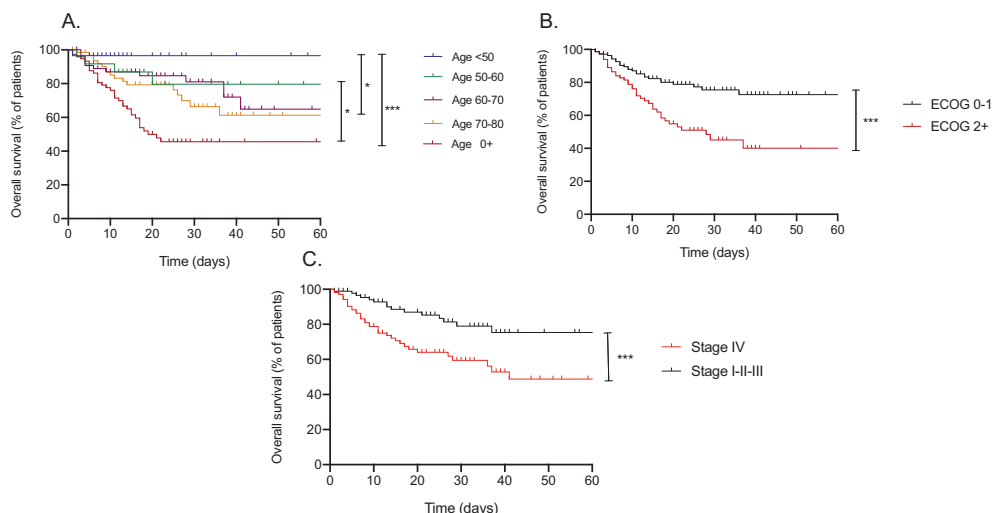 A.
Overall survival (% of patients)
100
80
60
40
20
0
0 10 20 30 40 50 60
Time (days)
*
*
***
Age <50
Age 50-60
Age 60-70
Age 70-80
Age 0+
B.
Overall survival (% of patients)
100
80
60
40
20
0
0 10 20 30 40 50 60
Time (days)
***
ECOG 0-1
ECOG 2+
C.
Overall survival (% of patients)
100
80
60
40
20
0
0 10 20 30 40 50 60
Time (days)
***
Stage IV
Stage I-II-III